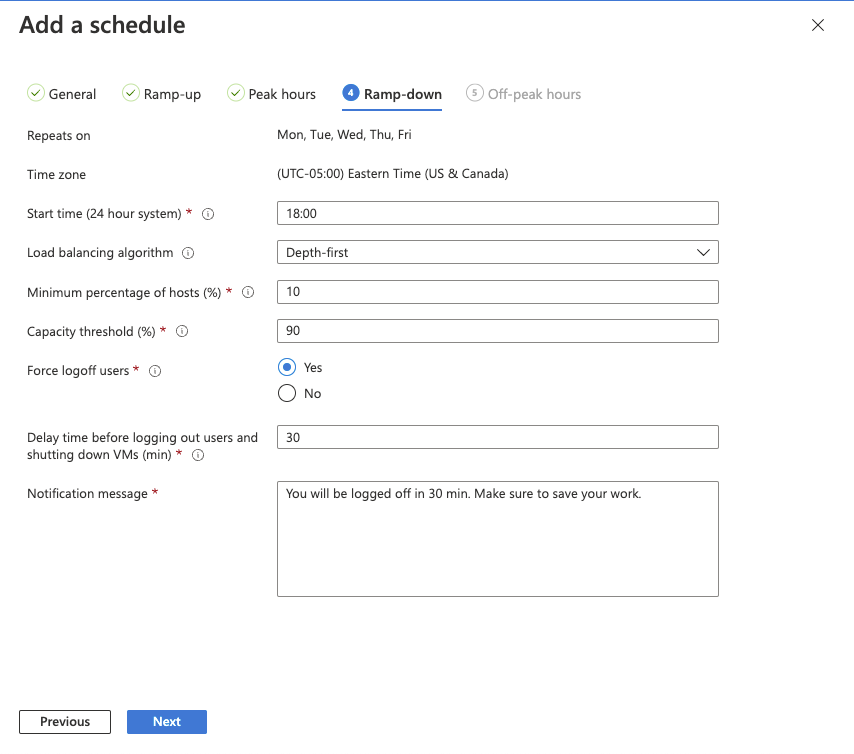 Add a schedule
General Ramp-up Peak hours 4 Ramp-down 5 Off-peak hours
Repeats on Mon, Tue, Wed, Thu, Fri
Time zone (UTC-05:00) Eastern Time (US & Canada)
Start time (24 hour system) * 18:00
Load balancing algorithm Depth-first
Minimum percentage of hosts (%) * 10
Capacity threshold (%) * 90
Force logoff users * Yes
No
Delay time before logging out users and 30
shutting down VMs (min) *
Notification message * You will be logged off in 30 min. Make sure to save your work.
Previous Next